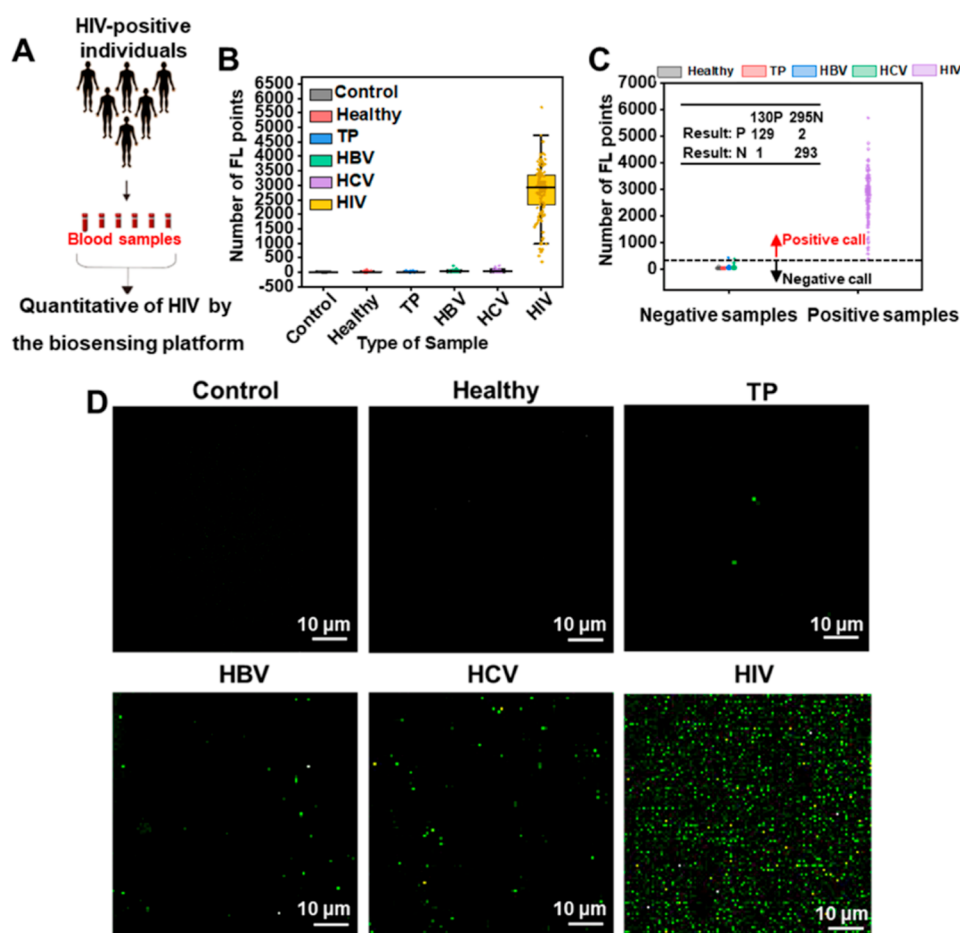 A
HIV-positive
individuals
Blood samples
Quantitative of HIV by
the biosensing platform
B
Number of FL points
6500
6000
5500
5000
4500
4000
3500
3000
2500
2000
1500
1000
500
0
-500
Control
Healthy
TP
HBV
HCV
HIV
Control
Healthy
TP
HBV
HCV
HIV
Type of Sample
C
Healthy TP HBV HCV HIV
Number of FL points
7000
6000
5000
4000
3000
2000
1000
0
130P 295N
Result: P 129 2
Result: N 1 293
Positive call
Negative call
Negative samples Positive samples
D
Control Healthy TP
10 µm 10 µm 10 µm
HBV HCV HIV
10 µm 10 µm 10 µm